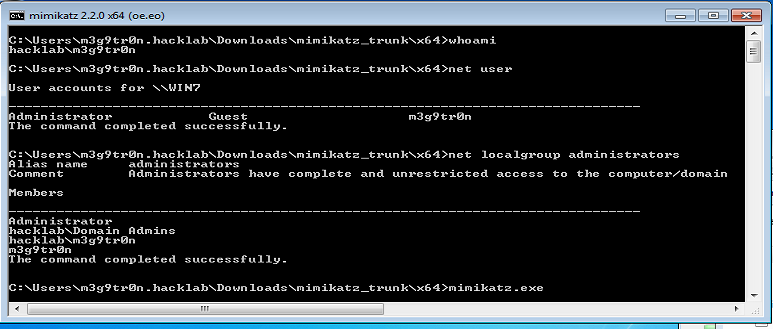 mimikatz 2.2.0 x64 (oe.eo)
C:\Users\m3g9tr0n.hacklab\Downloads\mimikatz_trunk\x64>whoami
hacklab\m3g9tr0n
C:\Users\m3g9tr0n.hacklab\Downloads\mimikatz_trunk\x64>net user
User accounts for \\WIN7
-------------------------------------------------------------------------------
Administrator            Guest                    m3g9tr0n
The command completed successfully.
C:\Users\m3g9tr0n.hacklab\Downloads\mimikatz_trunk\x64>net localgroup administrators
Alias name     administrators
Comment        Administrators have complete and unrestricted access to the computer/domain
Members
-------------------------------------------------------------------------------
Administrator
hacklab\Domain Admins
hacklab\m3g9tr0n
m3g9tr0n
The command completed successfully.
C:\Users\m3g9tr0n.hacklab\Downloads\mimikatz_trunk\x64>mimikatz.exe